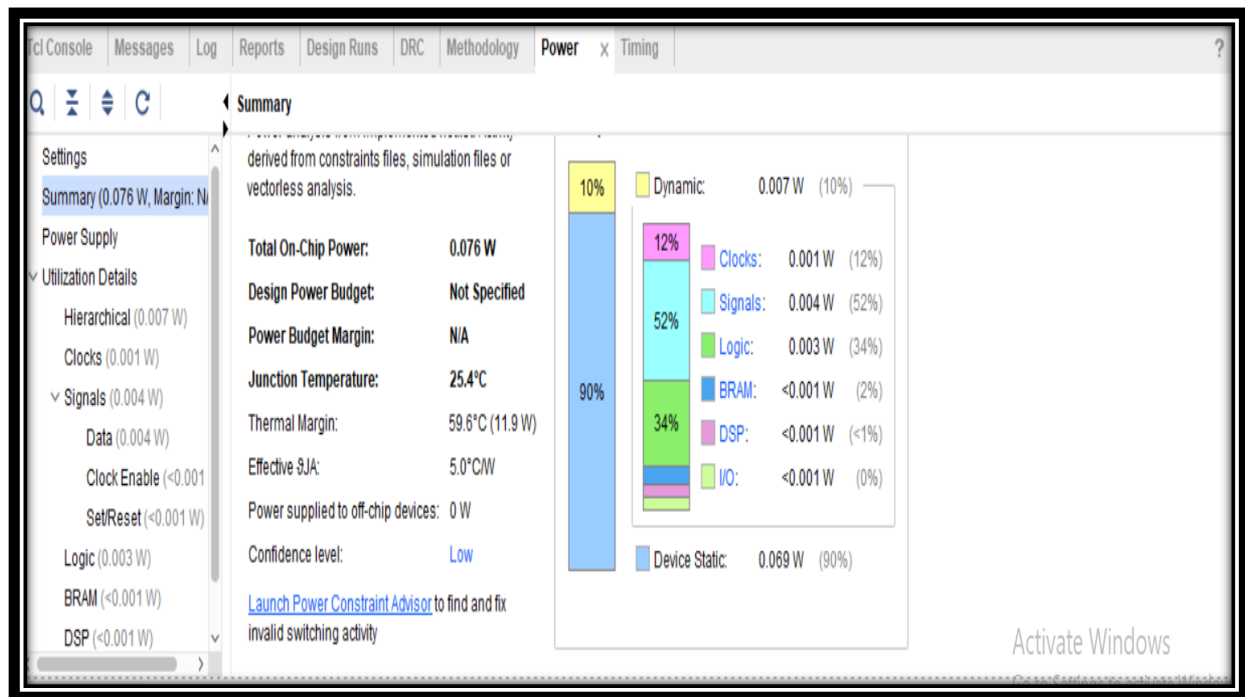 Tcl Console Messages Log Reports Design Runs DRC Methodology Power x Timing ?
Summary
Settings
Summary (0.076 W, Margin: N/
Power Supply
Utilization Details
Hierarchical (0.007 W)
Clocks (0.001 W)
Signals (0.004 W)
Data (0.004 W)
Clock Enable (<0.001
Set/Reset (<0.001 W)
Logic (0.003 W)
BRAM (<0.001 W)
DSP (<0.001 W)
derived from constraints files, simulation files or
vectorless analysis.
Total On-Chip Power: 0.076 W
Design Power Budget: Not Specified
Power Budget Margin: N/A
Junction Temperature: 25.4°C
Thermal Margin: 59.6°C (11.9 W)
Effective ϑJA: 5.0°C/W
Power supplied to off-chip devices: 0 W
Confidence level: Low
Launch Power Constraint Advisor to find and fix
invalid switching activity
10%
90%
Dynamic: 0.007 W (10%)
12%
52%
34%
Clocks: 0.001 W (12%)
Signals: 0.004 W (52%)
Logic: 0.003 W (34%)
BRAM: <0.001 W (2%)
DSP: <0.001 W (<1%)
I/O: <0.001 W (0%)
Device Static: 0.069 W (90%)
Activate Windows